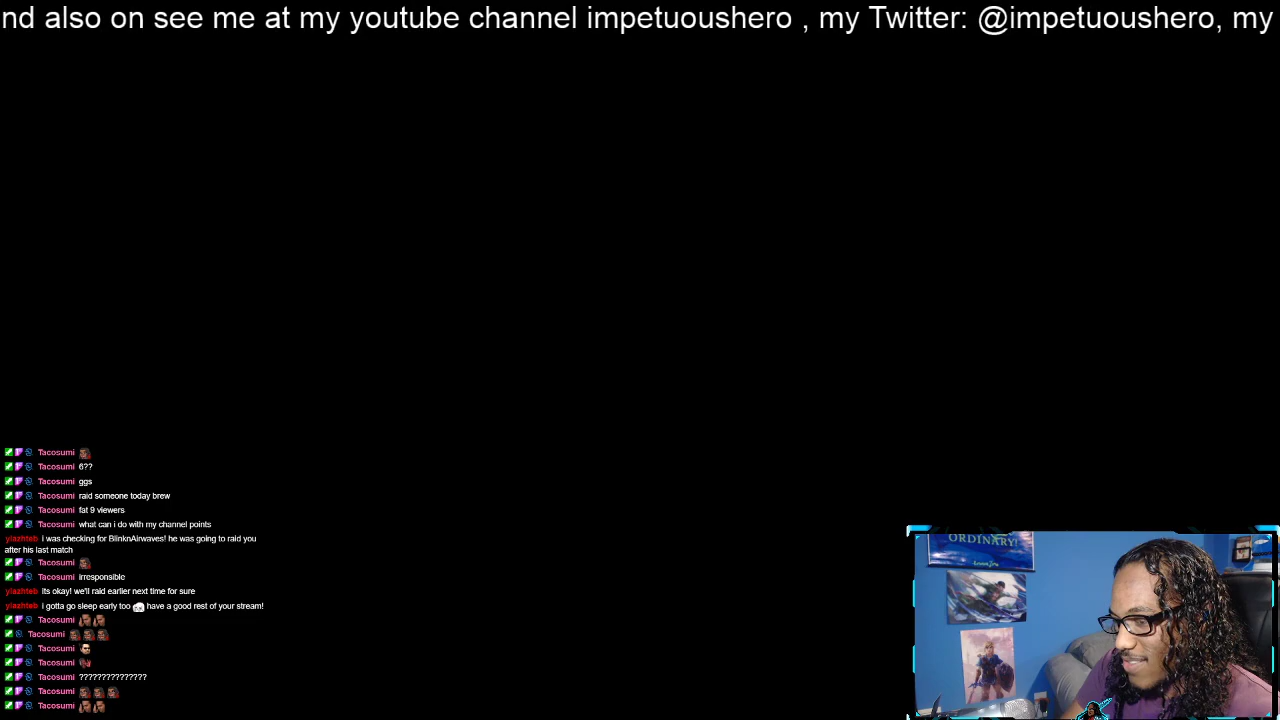 nd also on see me at my youtube channel impetuoushero , my Twitter: @impetuoushero, my
Tacosumi
Tacosumi 6??
Tacosumi ggs
Tacosumi raid someone today brew
Tacosumi fat 9 viewers
Tacosumi what can i do with my channel points
ylazhteb i was checking for BlinknAirwaves! he was going to raid you
after his last match
Tacosumi
Tacosumi irresponsible
ylazhteb its okay! we'll raid earlier next time for sure
ylazhteb i gotta go sleep early too have a good rest of your stream!
Tacosumi
Tacosumi
Tacosumi
Tacosumi
Tacosumi ???????????????
Tacosumi
Tacosumi
ORDINARY!